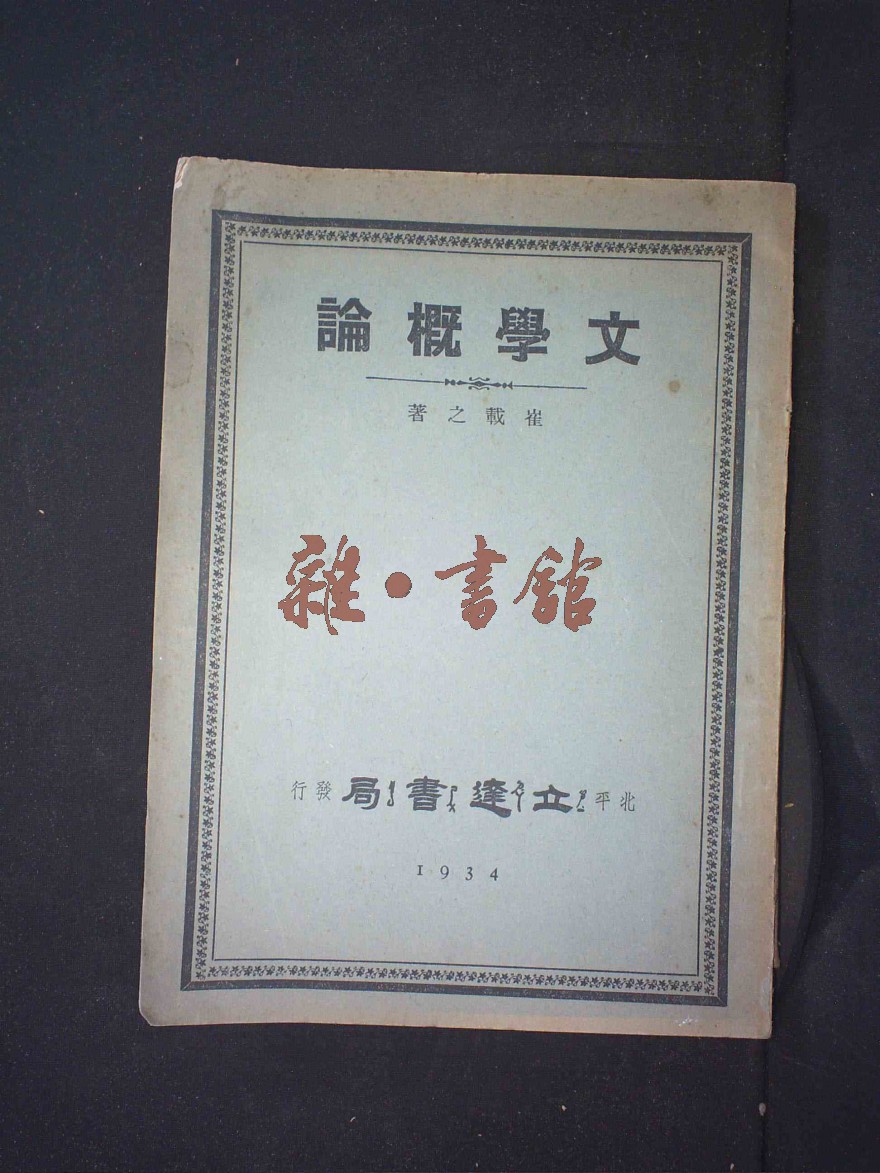 文學概論
崔載之著
雜·書館
北平立達書局發行
1934